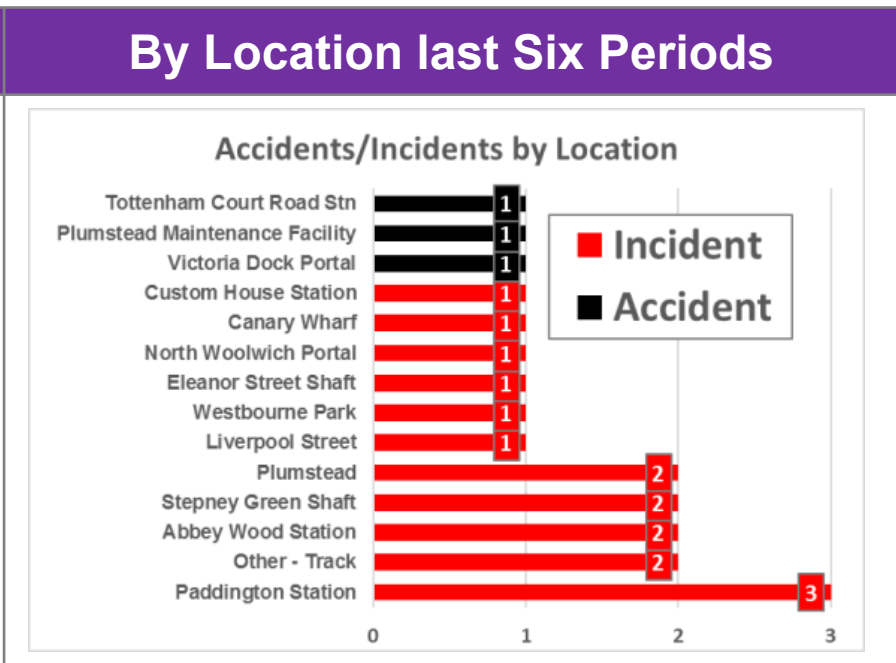 By Location last Six Periods
Accidents/Incidents by Location
Tottenham Court Road Stn 1
Plumstead Maintenance Facility 1
Victoria Dock Portal 1
Custom House Station 1
Canary Wharf 1
North Woolwich Portal 1
Eleanor Street Shaft 1
Westbourne Park 1
Liverpool Street 1
Plumstead 2
Stepney Green Shaft 2
Abbey Wood Station 2
Other - Track 2
Paddington Station 3
0 1 2 3
Incident
Accident